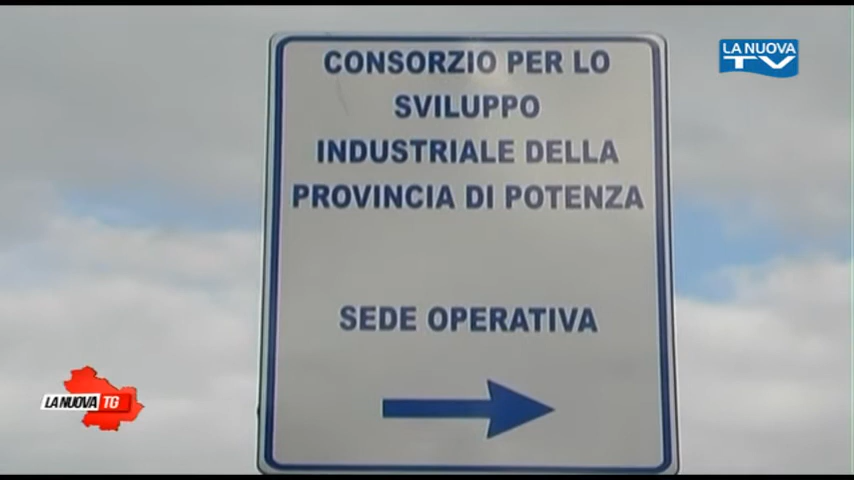 CONSORZIO PER LO
SVILUPPO
INDUSTRIALE DELLA
PROVINCIA DI POTENZA
SEDE OPERATIVA
LA NUOVA
TV
LA NUOVA TG